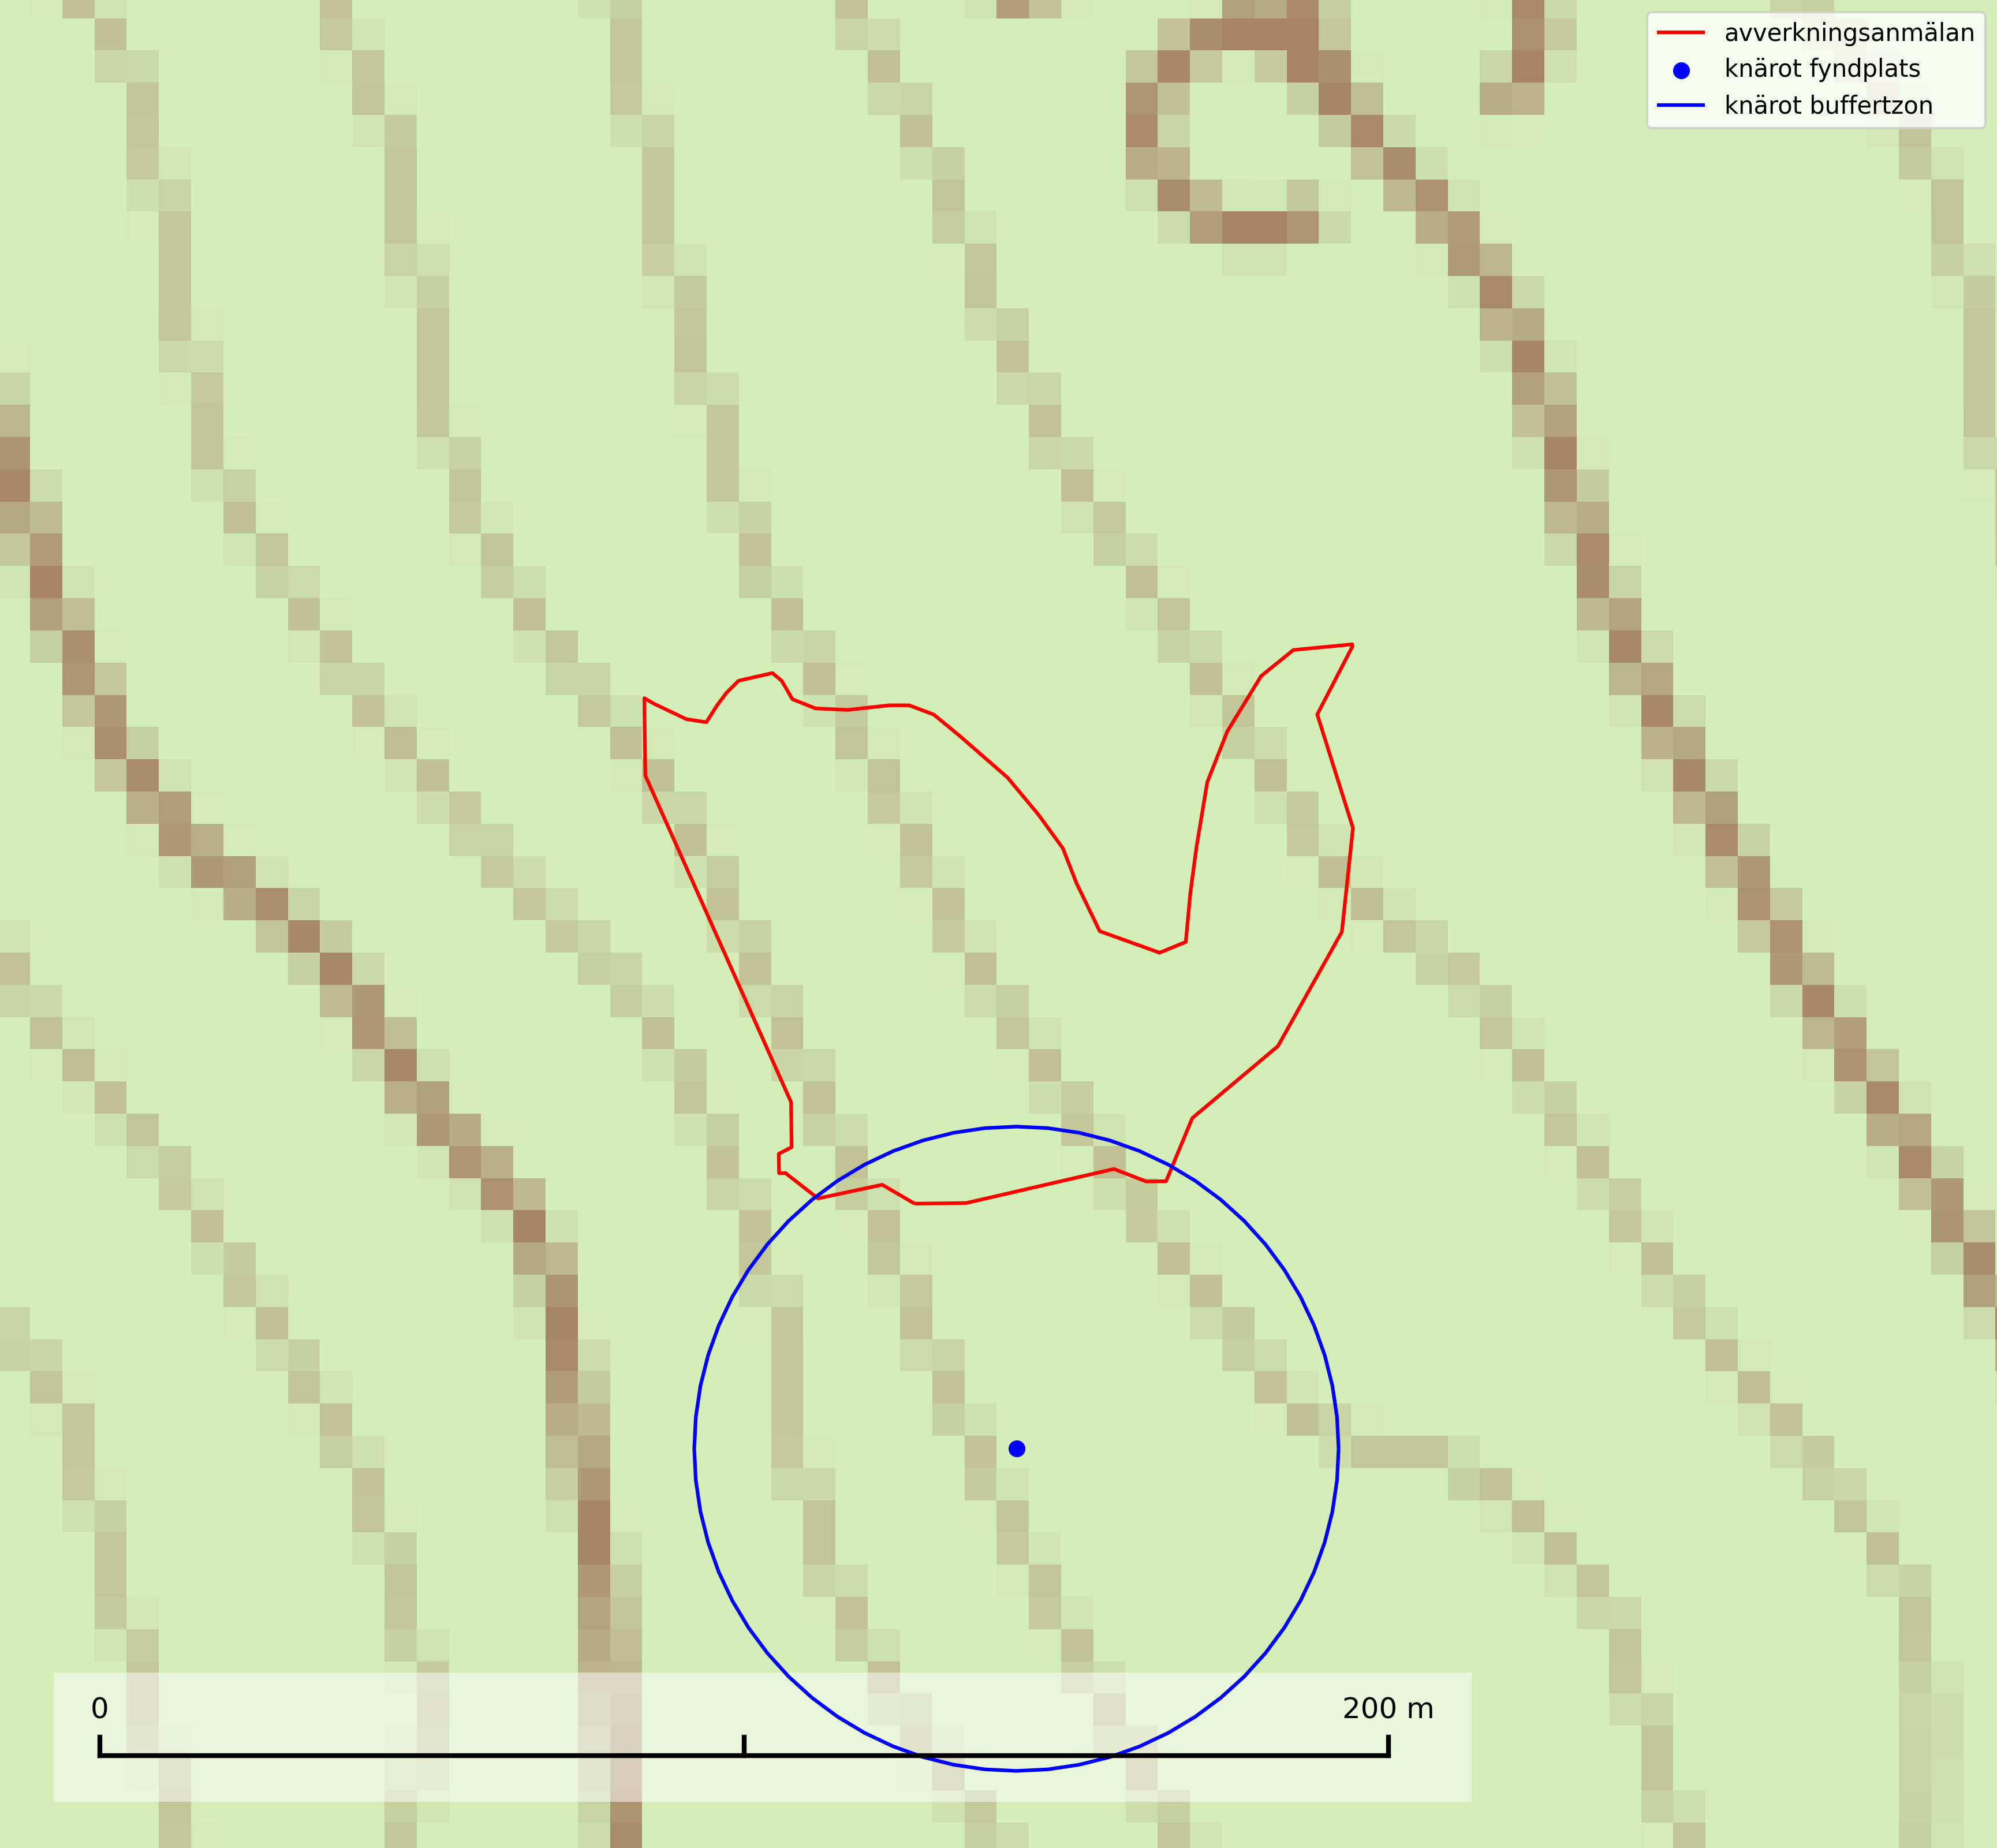 avverkningsanmälan
knärot fyndplats
knärot buffertzon
0
200 m